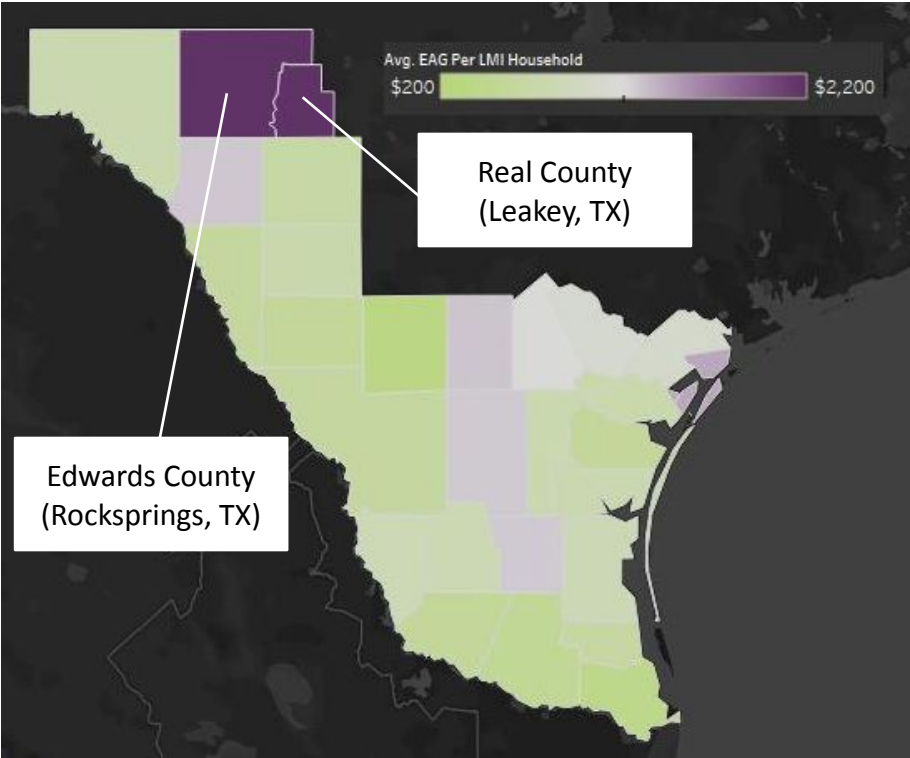 Avg. EAG Per LMI Household
$200
$2,200
Real County
(Leakey, TX)
Edwards County
(Rocksprings, TX)